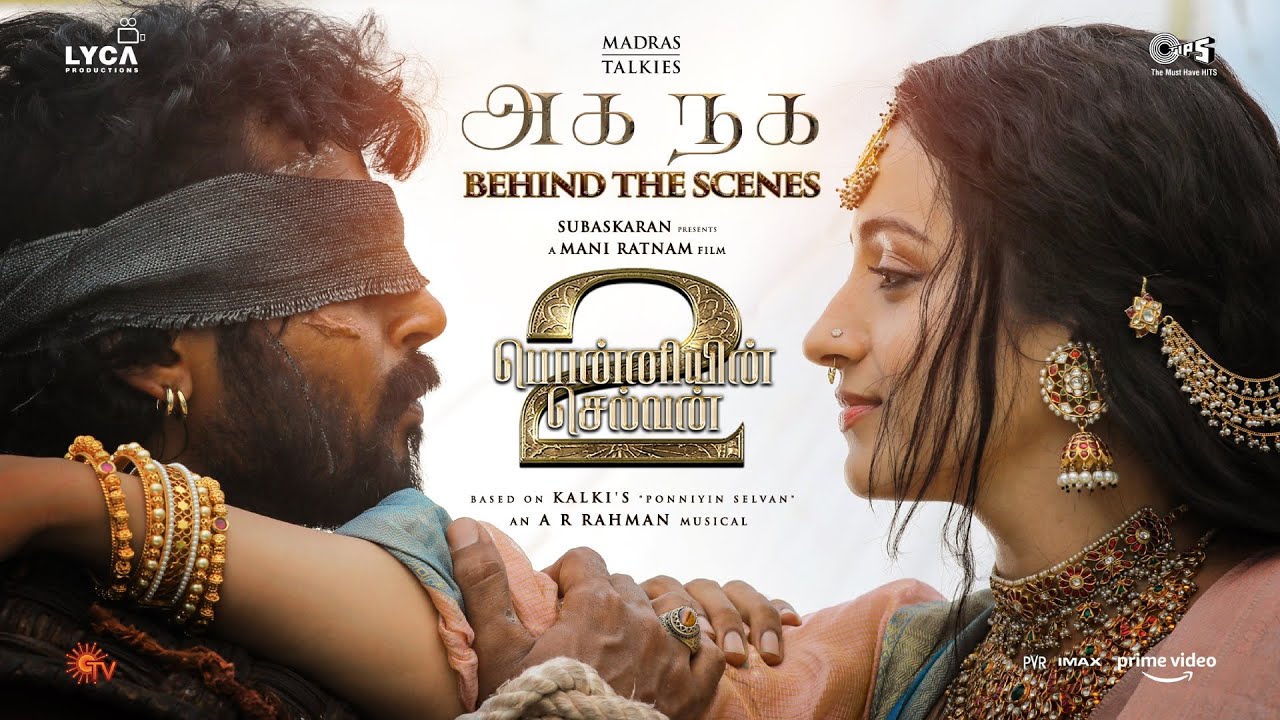 LYCA
PRODUCTIONS
MADRAS
TALKIES
TIPS
The Must Have HITS
அக நக
BEHIND THE SCENES
SUBASKARAN PRESENTS
A MANI RATNAM FILM
2
பொன்னியின்
செல்வன்
BASED ON KALKI'S "PONNIYIN SELVAN"
AN A R RAHMAN MUSICAL
TV
PVR IMAX prime video